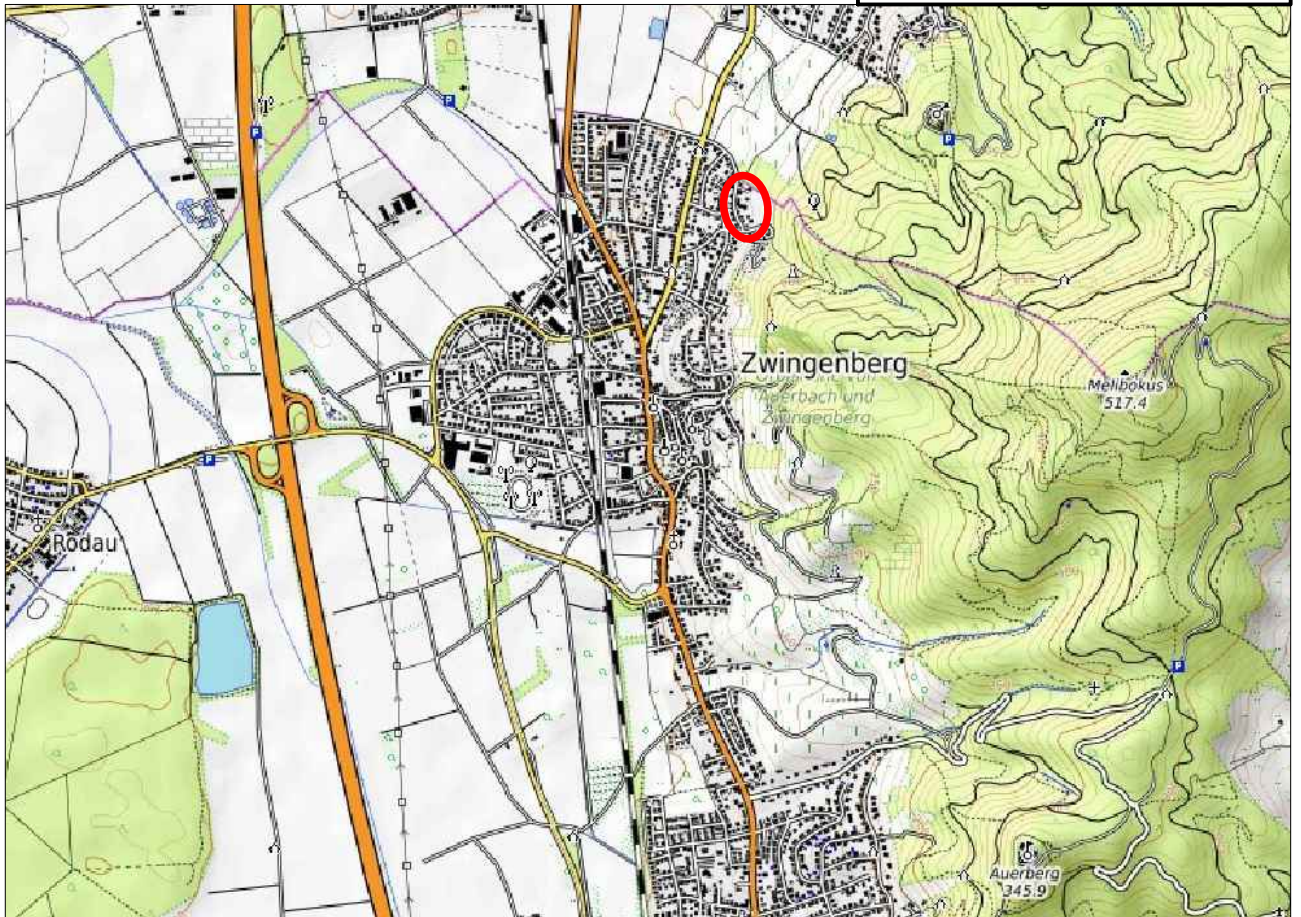 Zwingenberg
Auerbach und
Zwingenberg
Melibokus
517.4
Rodau
Auerberg
345.9
P
P
P
P
P